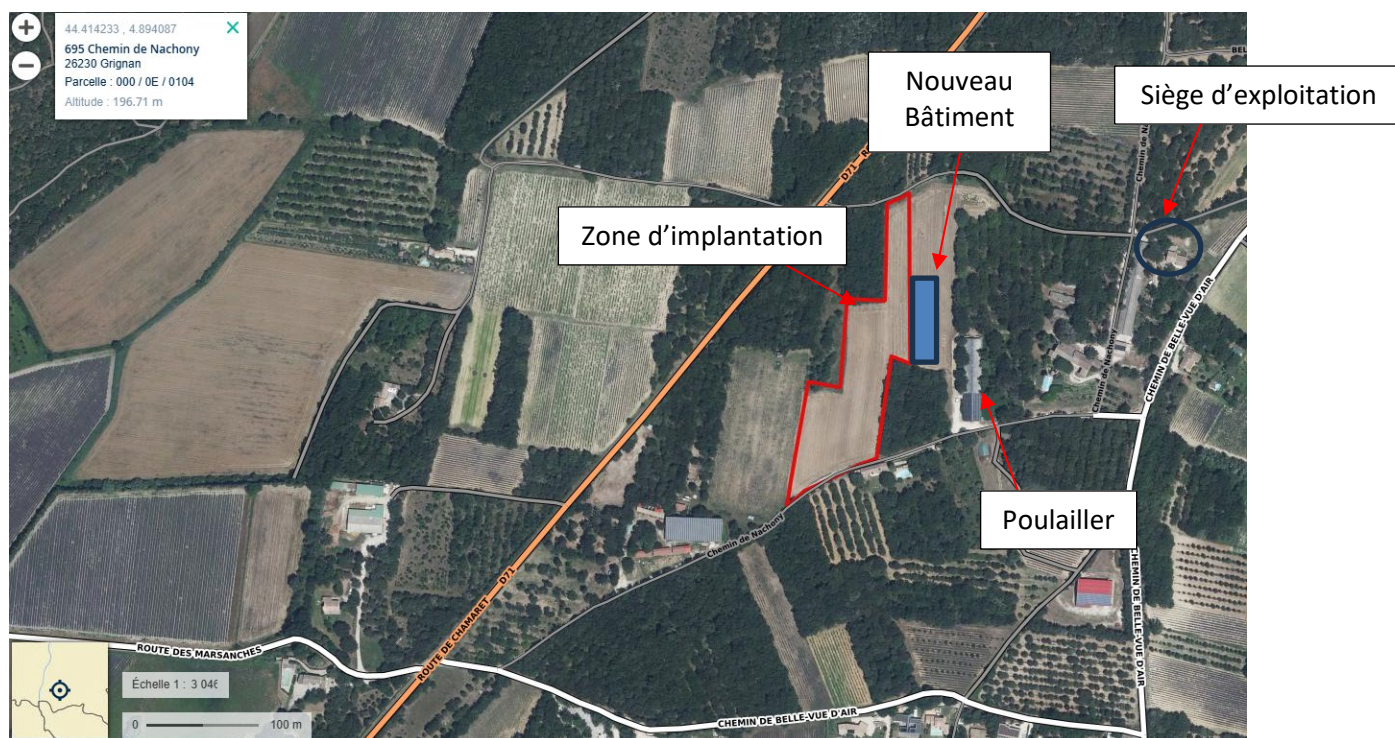 44.414233 , 4.894087
695 Chemin de Nachony
26230 Grignan
Parcelle : 000 / 0E / 0104
Altitude : 196.71 m
Nouveau
Bâtiment
Siège d'exploitation
Zone d'implantation
Poulailler
D71
Chemin de Nachony
CHEMIN DE BELLE-VUE D'AIR
Chemin de Nachony
D71
ROUTE DE CHAMARET
ROUTE DES MARSANCHES
CHEMIN DE BELLE-VUE D'AIR
CHEMIN DE BELLE-VUE D'AIR
Échelle 1 : 3 046
0
100 m